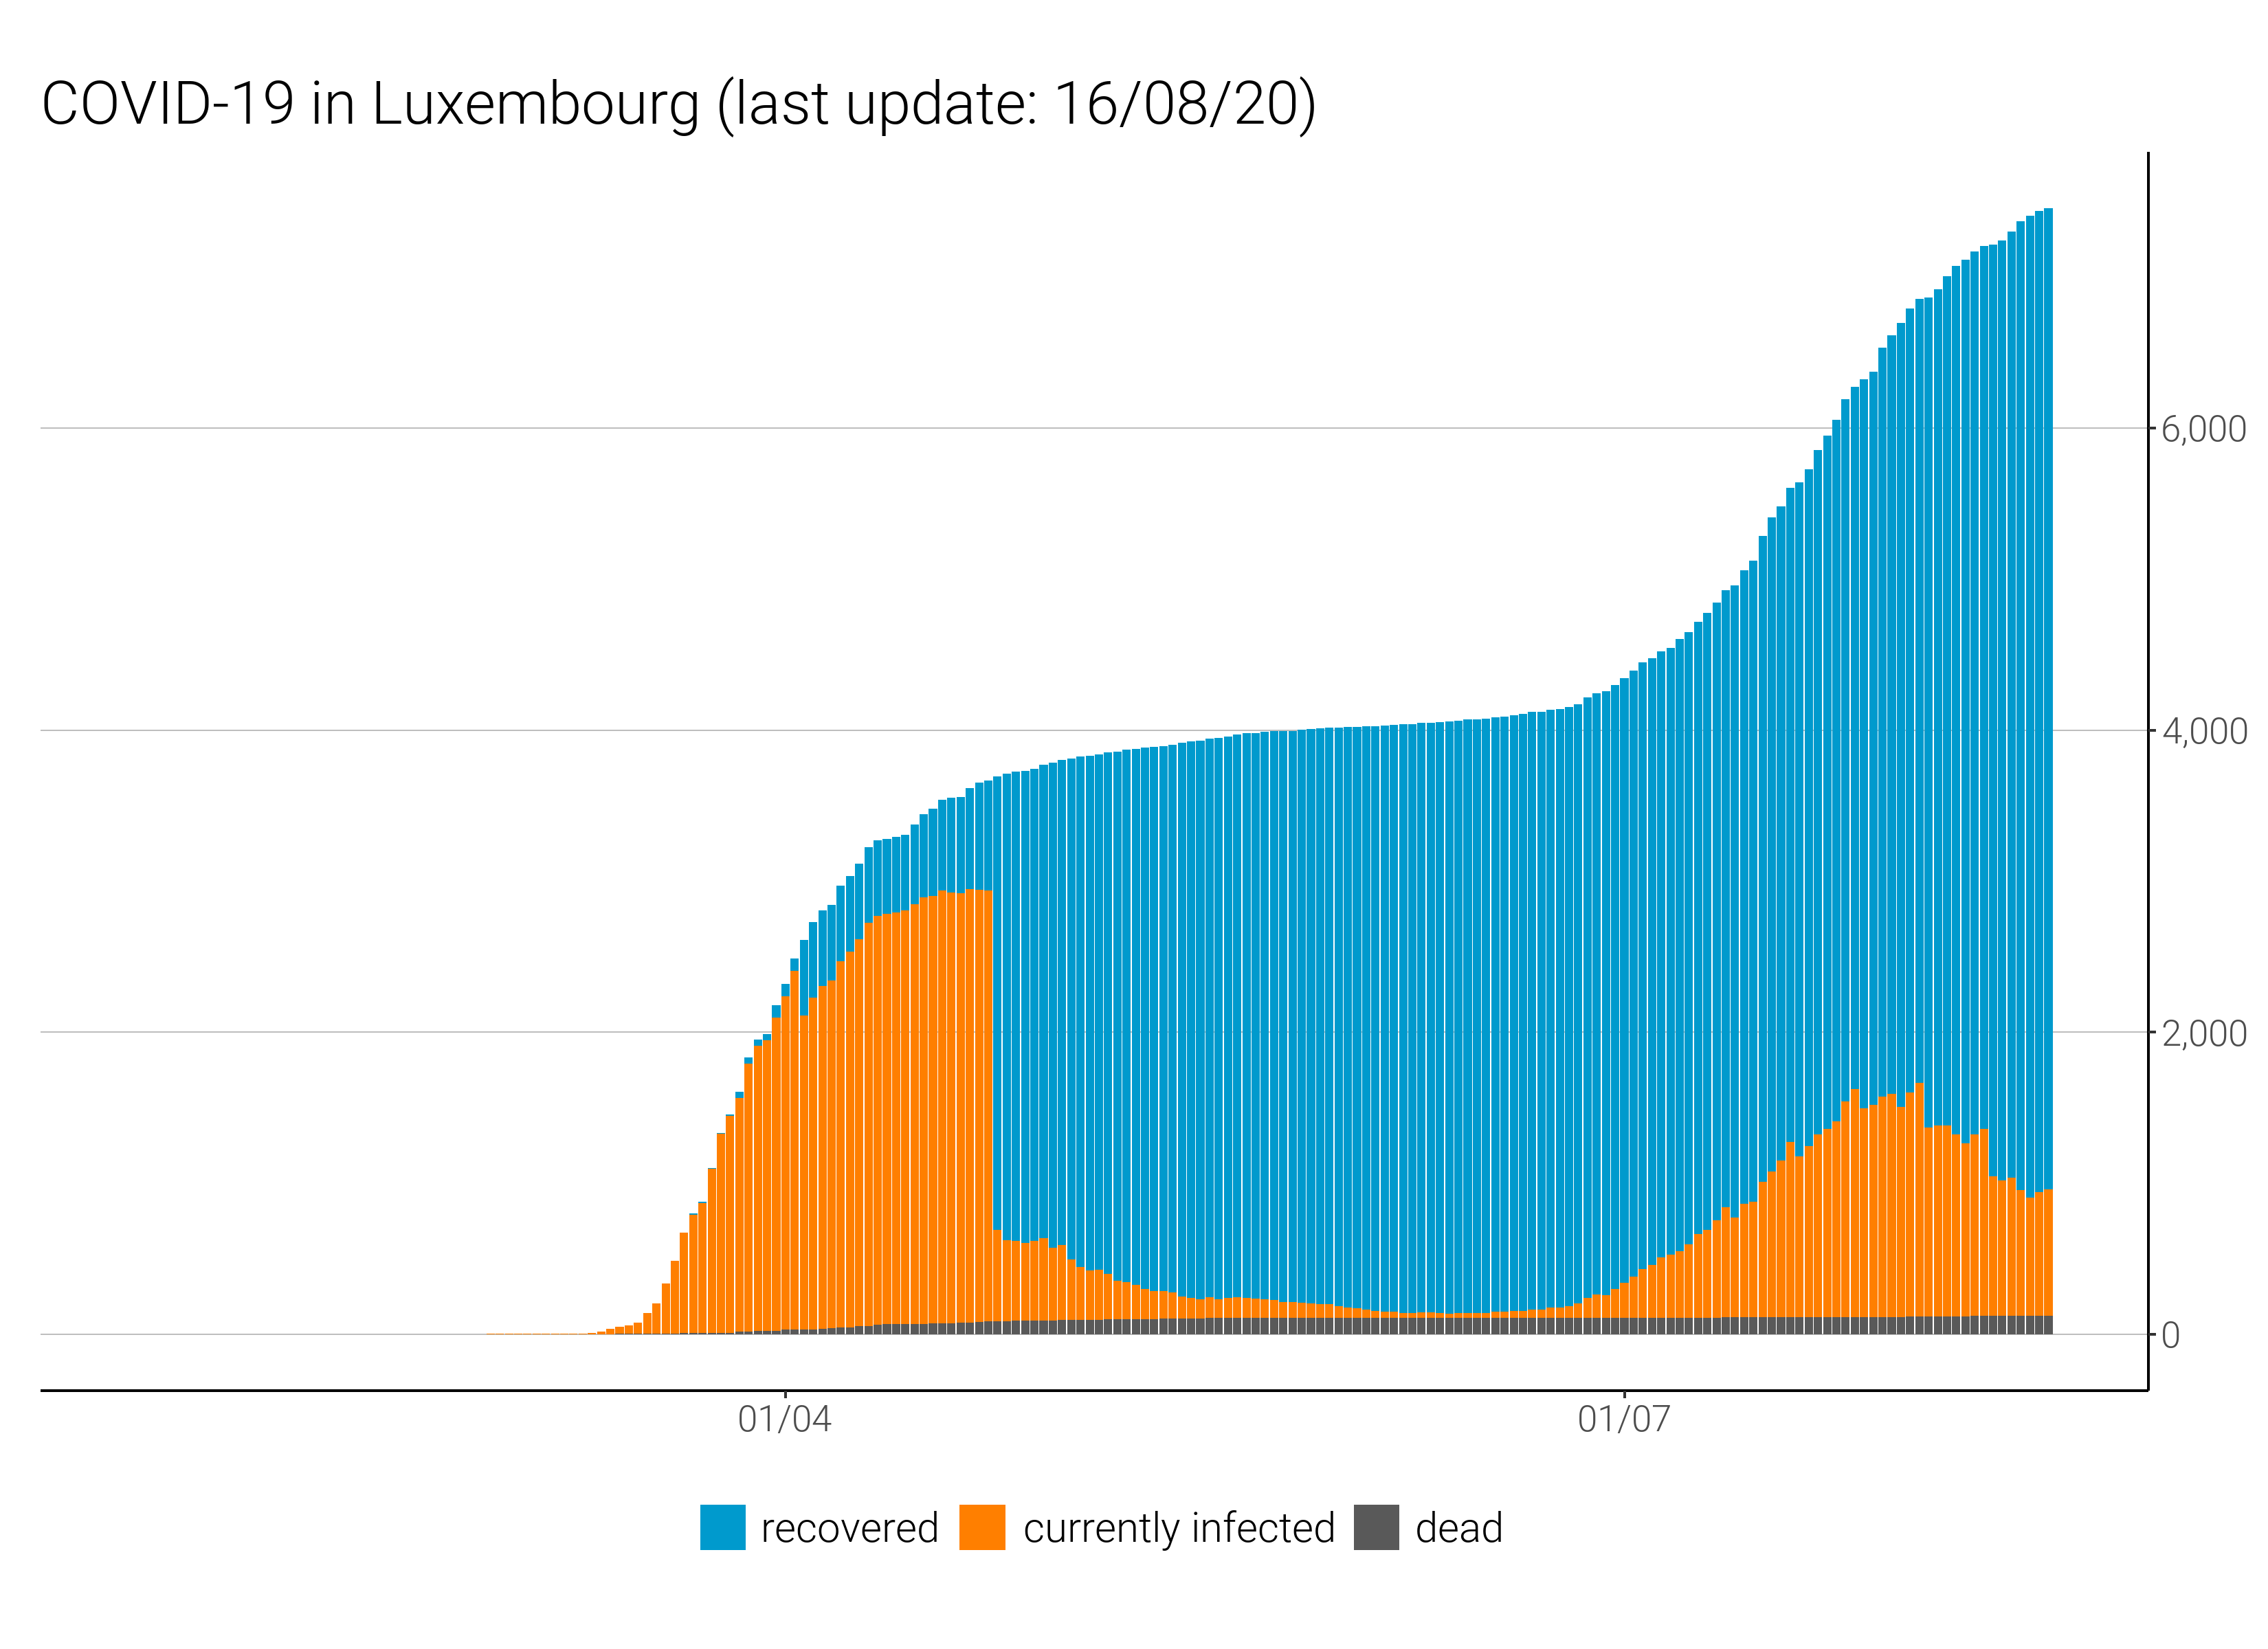 COVID-19 in Luxembourg (last update: 16/08/20)
6,000
4,000
2,000
0
01/04 01/07
recovered currently infected dead